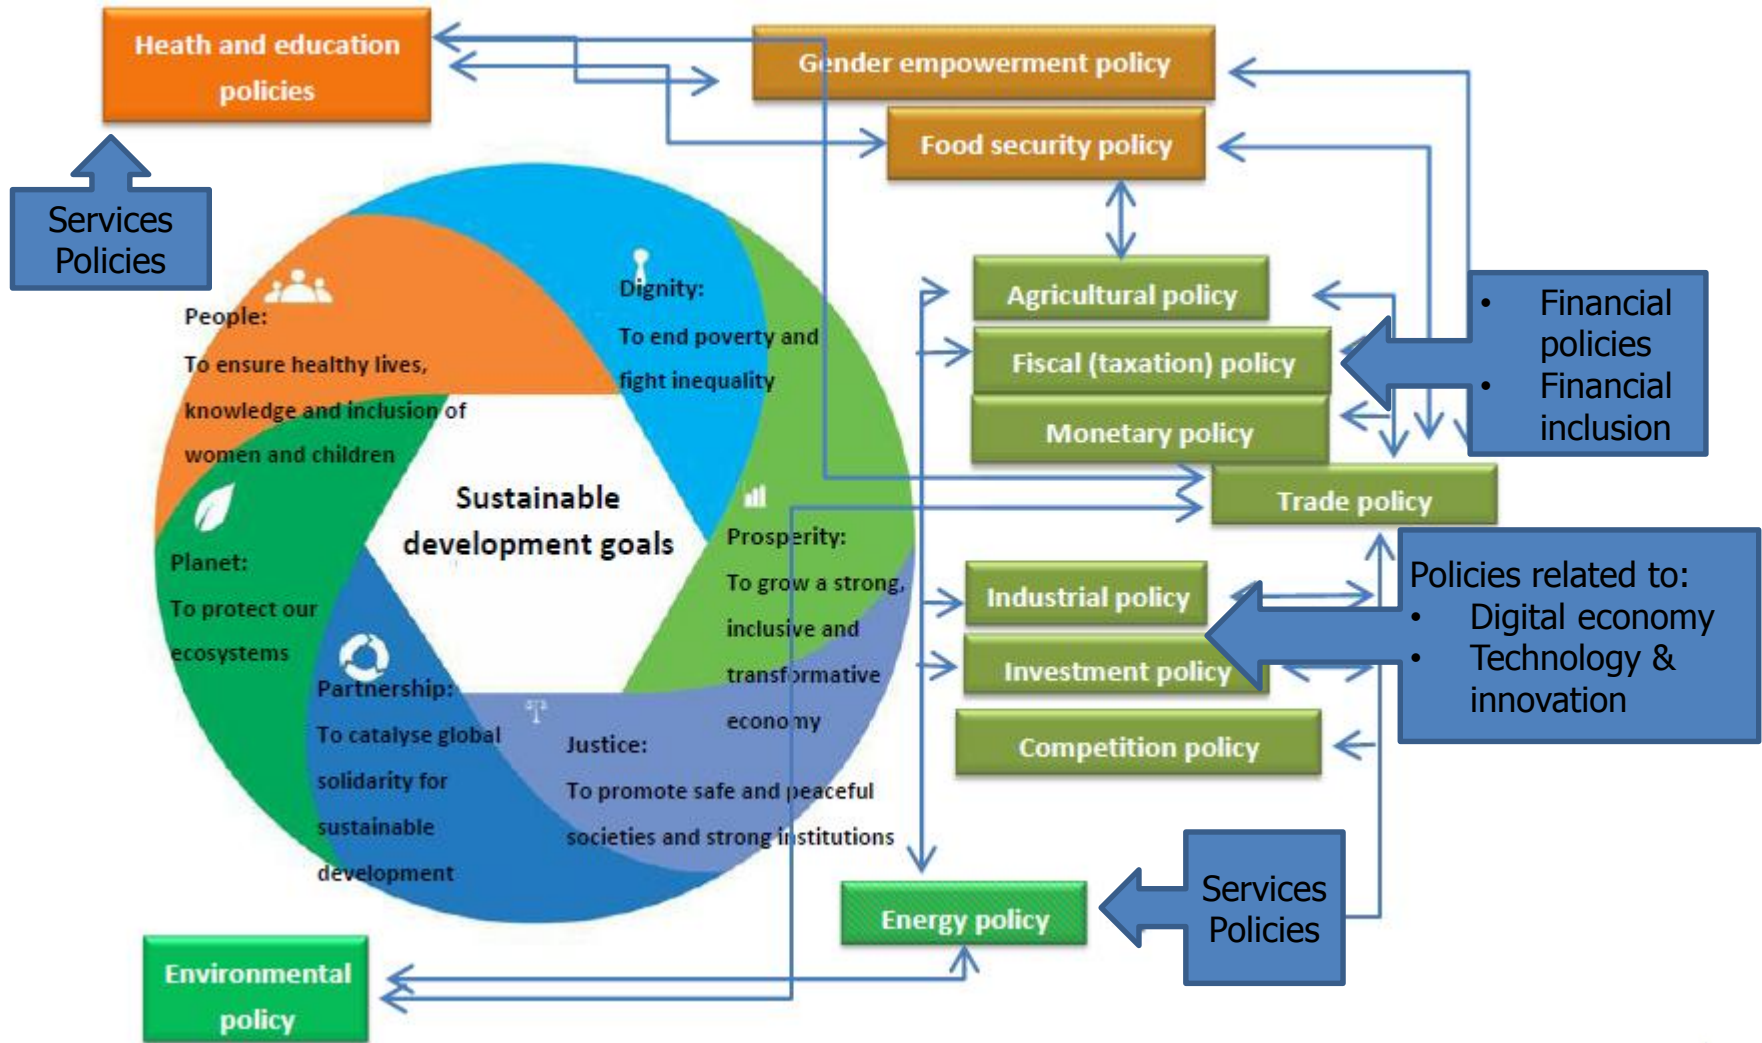 Heath and education
policies
Gender empowerment policy
Food security policy
Services
Policies
People:
To ensure healthy lives,
knowledge and inclusion of
women and children
Dignity:
To end poverty and
fight inequality
Agricultural policy
Fiscal (taxation) policy
Monetary policy
• Financial
policies
• Financial
inclusion
Trade policy
Sustainable
development goals
Planet:
To protect our
ecosystems
Prosperity:
To grow a strong,
inclusive and
transformative
economy
Industrial policy
Investment policy
Competition policy
Policies related to:
• Digital economy
• Technology &
innovation
Partnership:
To catalyse global
solidarity for
sustainable
development
Justice:
To promote safe and peaceful
societies and strong institutions
Energy policy
Services
Policies
Environmental
policy